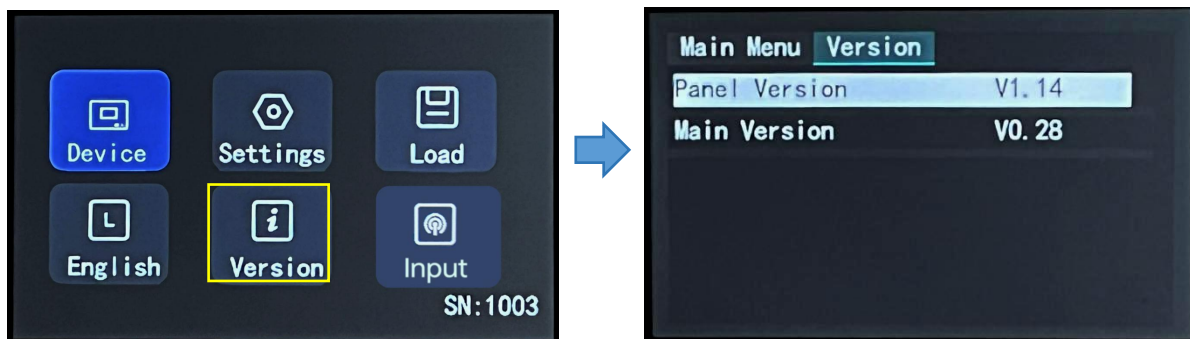 Device
Settings
Load
English
Version
Input
SN:1003
Main Menu Version
Panel Version V1.14
Main Version V0.28